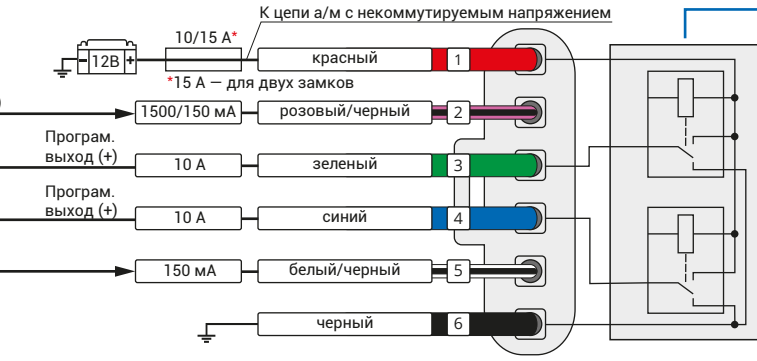 К цепи а/м с некоммутируемым напряжением
10/15 А*
- 12В +
красный
1
*15 А — для двух замков
1500/150 мА
розовый/черный
2
Програм.
выход (+)
10 А
зеленый
3
Програм.
выход (+)
10 А
синий
4
150 мА
белый/черный
5
черный
6